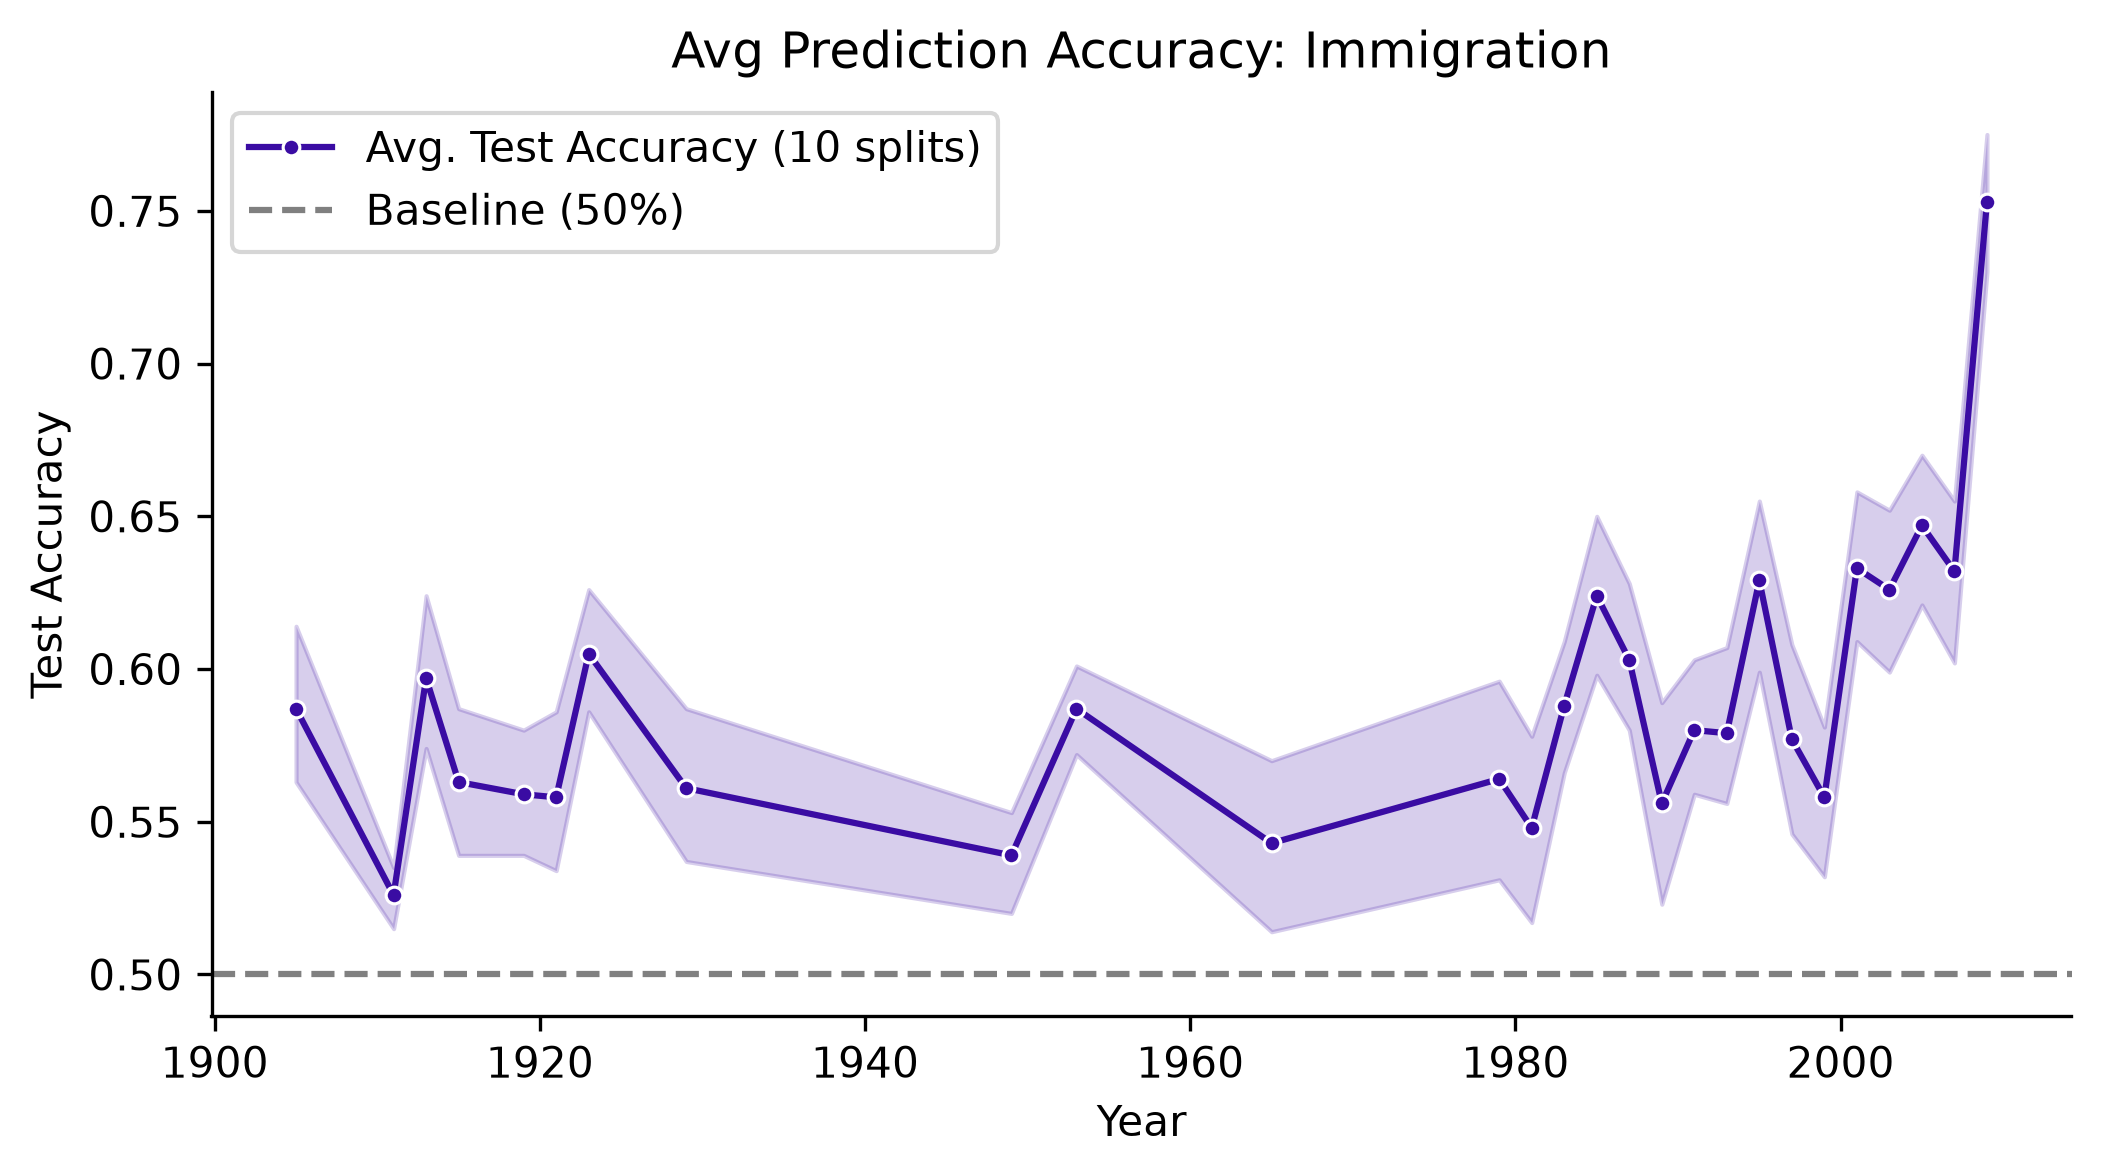 Avg Prediction Accuracy: Immigration
Avg. Test Accuracy (10 splits)
Baseline (50%)
Test Accuracy
0.75
0.70
0.65
0.60
0.55
0.50
1900 1920 1940 1960 1980 2000
Year